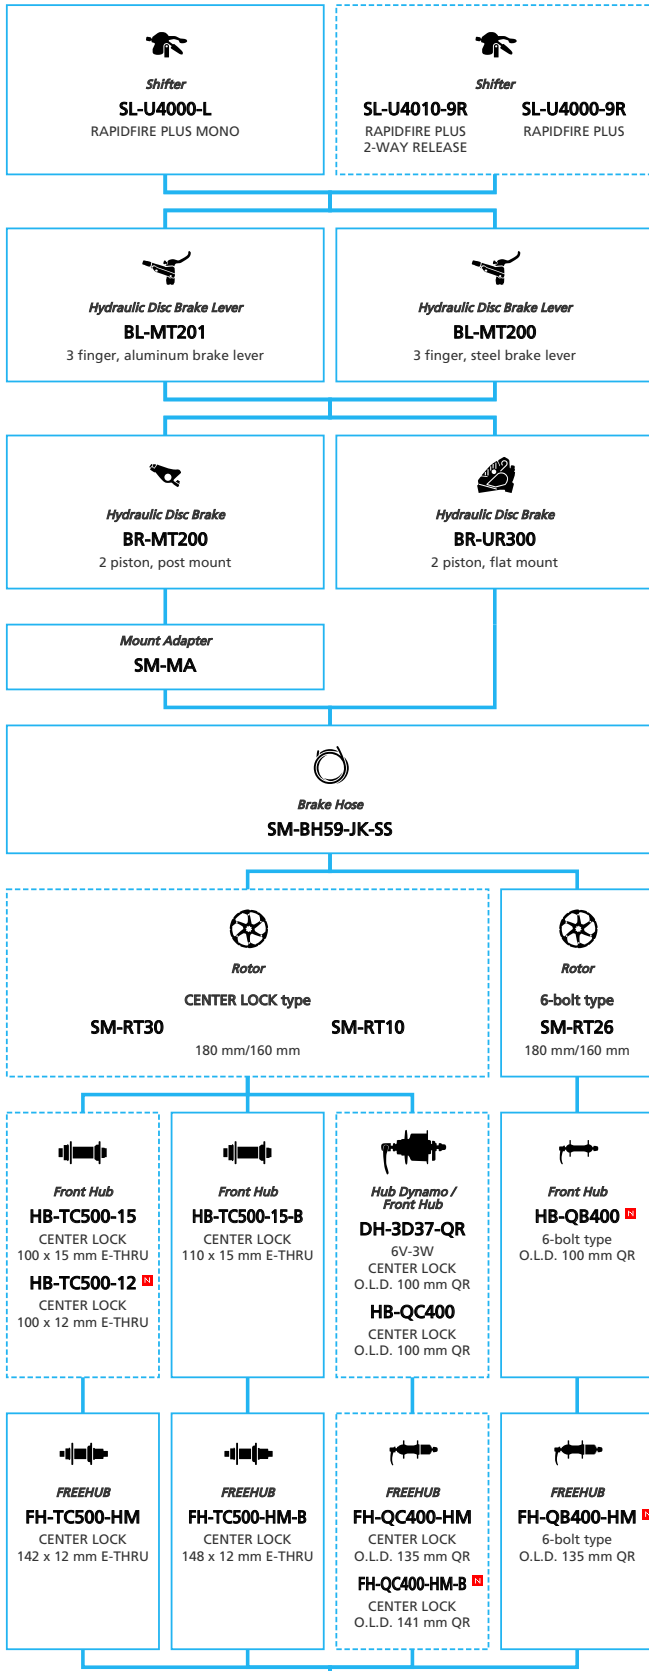 Shifter
SL-U4000-L
RAPIDFIRE PLUS MONO
Shifter
SL-U4010-9R
RAPIDFIRE PLUS
2-WAY RELEASE
SL-U4000-9R
RAPIDFIRE PLUS
Hydraulic Disc Brake Lever
BL-MT201
3 finger, aluminum brake lever
Hydraulic Disc Brake Lever
BL-MT200
3 finger, steel brake lever
Hydraulic Disc Brake
BR-MT200
2 piston, post mount
Hydraulic Disc Brake
BR-UR300
2 piston, flat mount
Mount Adapter
SM-MA
Brake Hose
SM-BH59-JK-SS
Rotor
CENTER LOCK type
SM-RT30 SM-RT10
180 mm/160 mm
Rotor
6-bolt type
SM-RT26
180 mm/160 mm
Front Hub
HB-TC500-15
CENTER LOCK
100 x 15 mm E-THRU
HB-TC500-12 N
CENTER LOCK
100 x 12 mm E-THRU
Front Hub
HB-TC500-15-B
CENTER LOCK
110 x 15 mm E-THRU
Hub Dynamo /
Front Hub
DH-3D37-QR
6V-3W
CENTER LOCK
O.L.D. 100 mm QR
HB-QC400
CENTER LOCK
O.L.D. 100 mm QR
Front Hub
HB-QB400 N
6-bolt type
O.L.D. 100 mm QR
FREEHUB
FH-TC500-HM
CENTER LOCK
142 x 12 mm E-THRU
FREEHUB
FH-TC500-HM-B
CENTER LOCK
148 x 12 mm E-THRU
FREEHUB
FH-QC400-HM
CENTER LOCK
O.L.D. 135 mm QR
FH-QC400-HM-B N
CENTER LOCK
O.L.D. 141 mm QR
FREEHUB
FH-QB400-HM N
6-bolt type
O.L.D. 135 mm QR